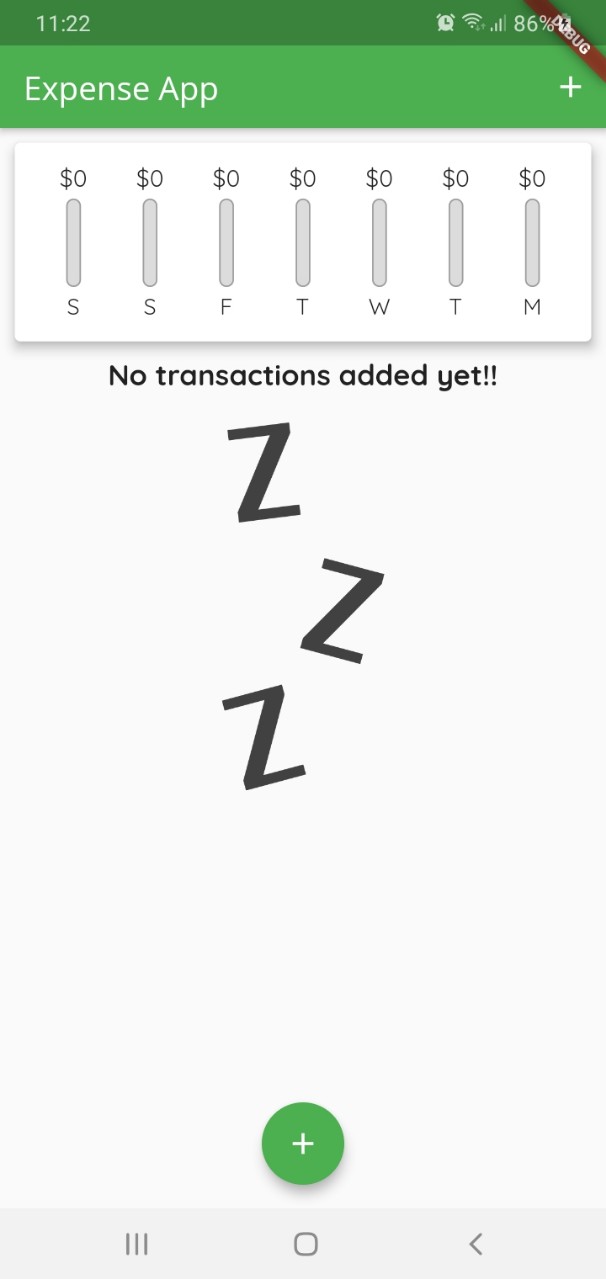 11:22 86%
DEBUG
Expense App +
$0 $0 $0 $0 $0 $0 $0
S S F T W T M
No transactions added yet!!
Z
Z
Z
+